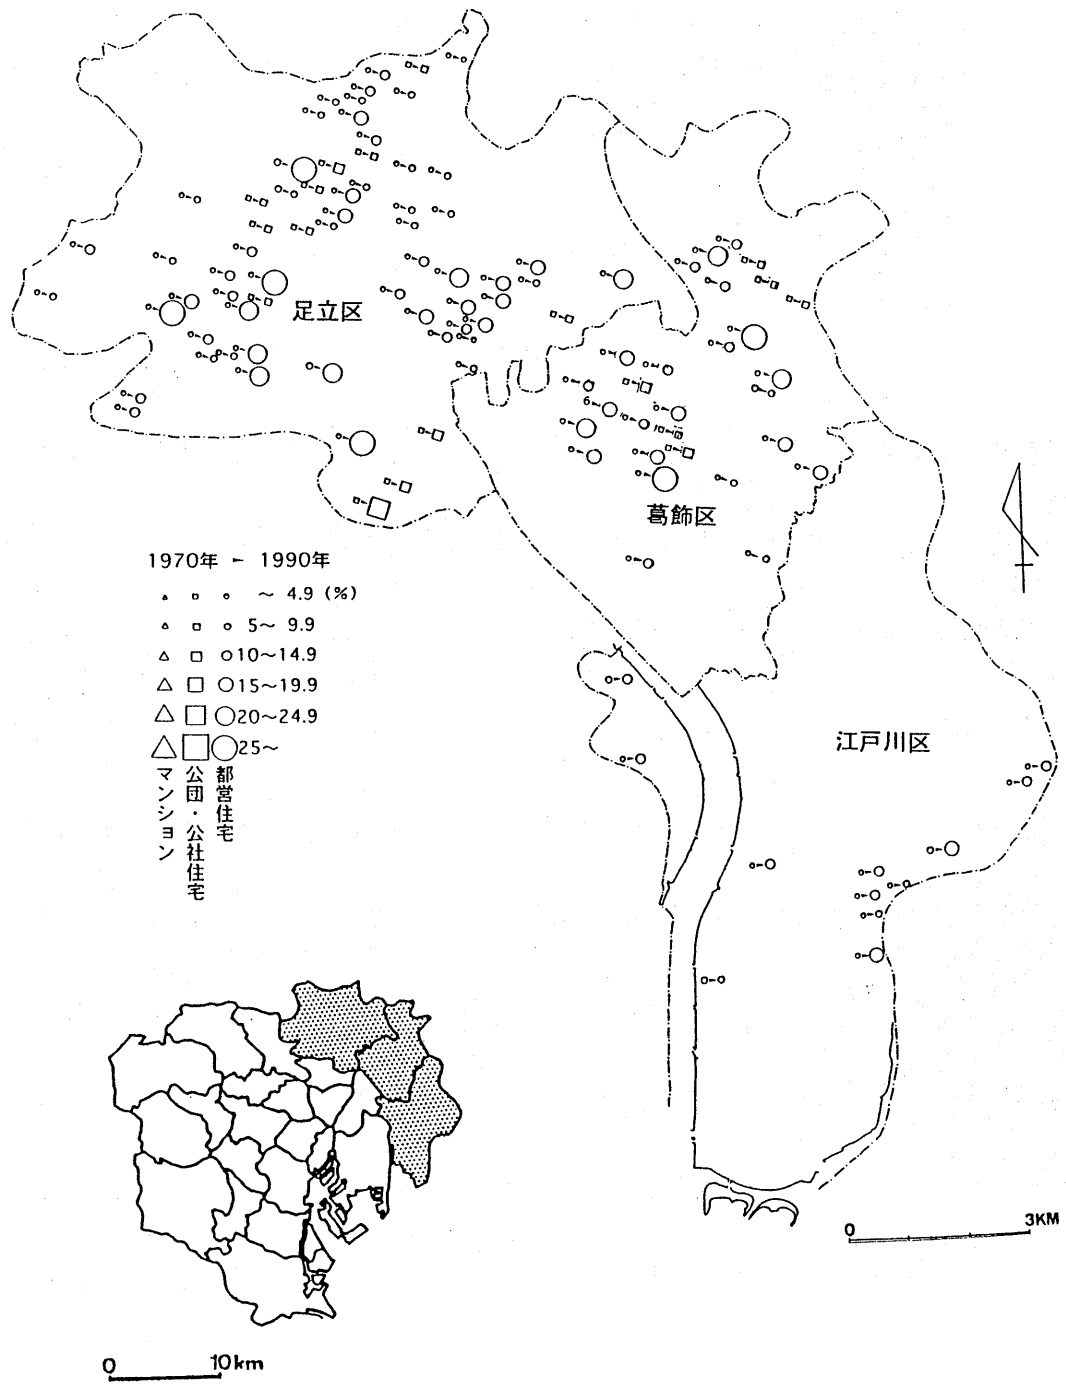 足立区
葛飾区
1970年 － 1990年
～ 4.9 (%)
5～ 9.9
10～14.9
15～19.9
20～24.9
25～
マンション
公団・公社住宅
都営住宅
江戸川区
0 3KM
0 10km